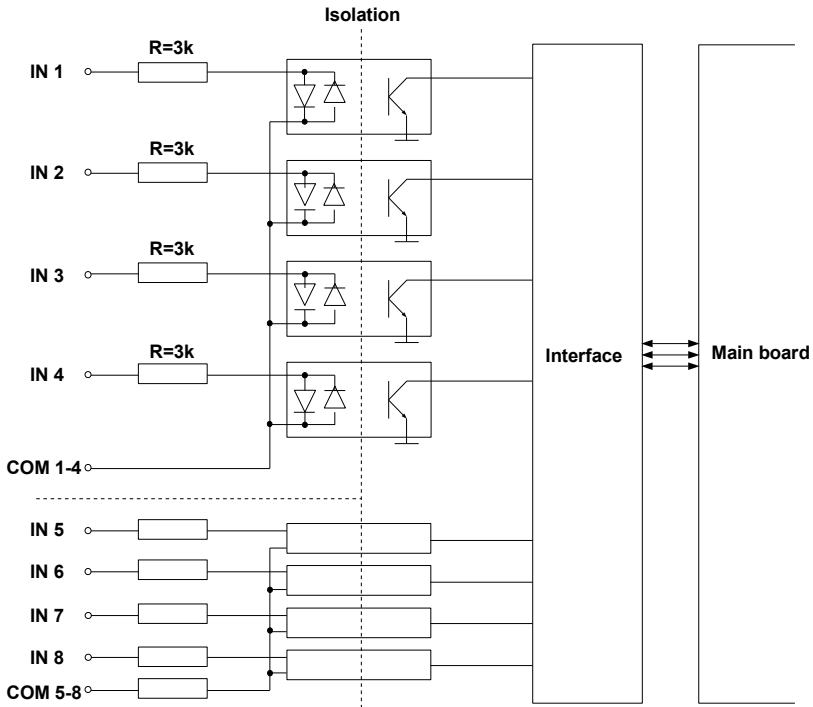 Isolation
R=3k
IN 1
R=3k
IN 2
R=3k
IN 3
R=3k
IN 4
Interface
Main board
COM 1-4
IN 5
IN 6
IN 7
IN 8
COM 5-8